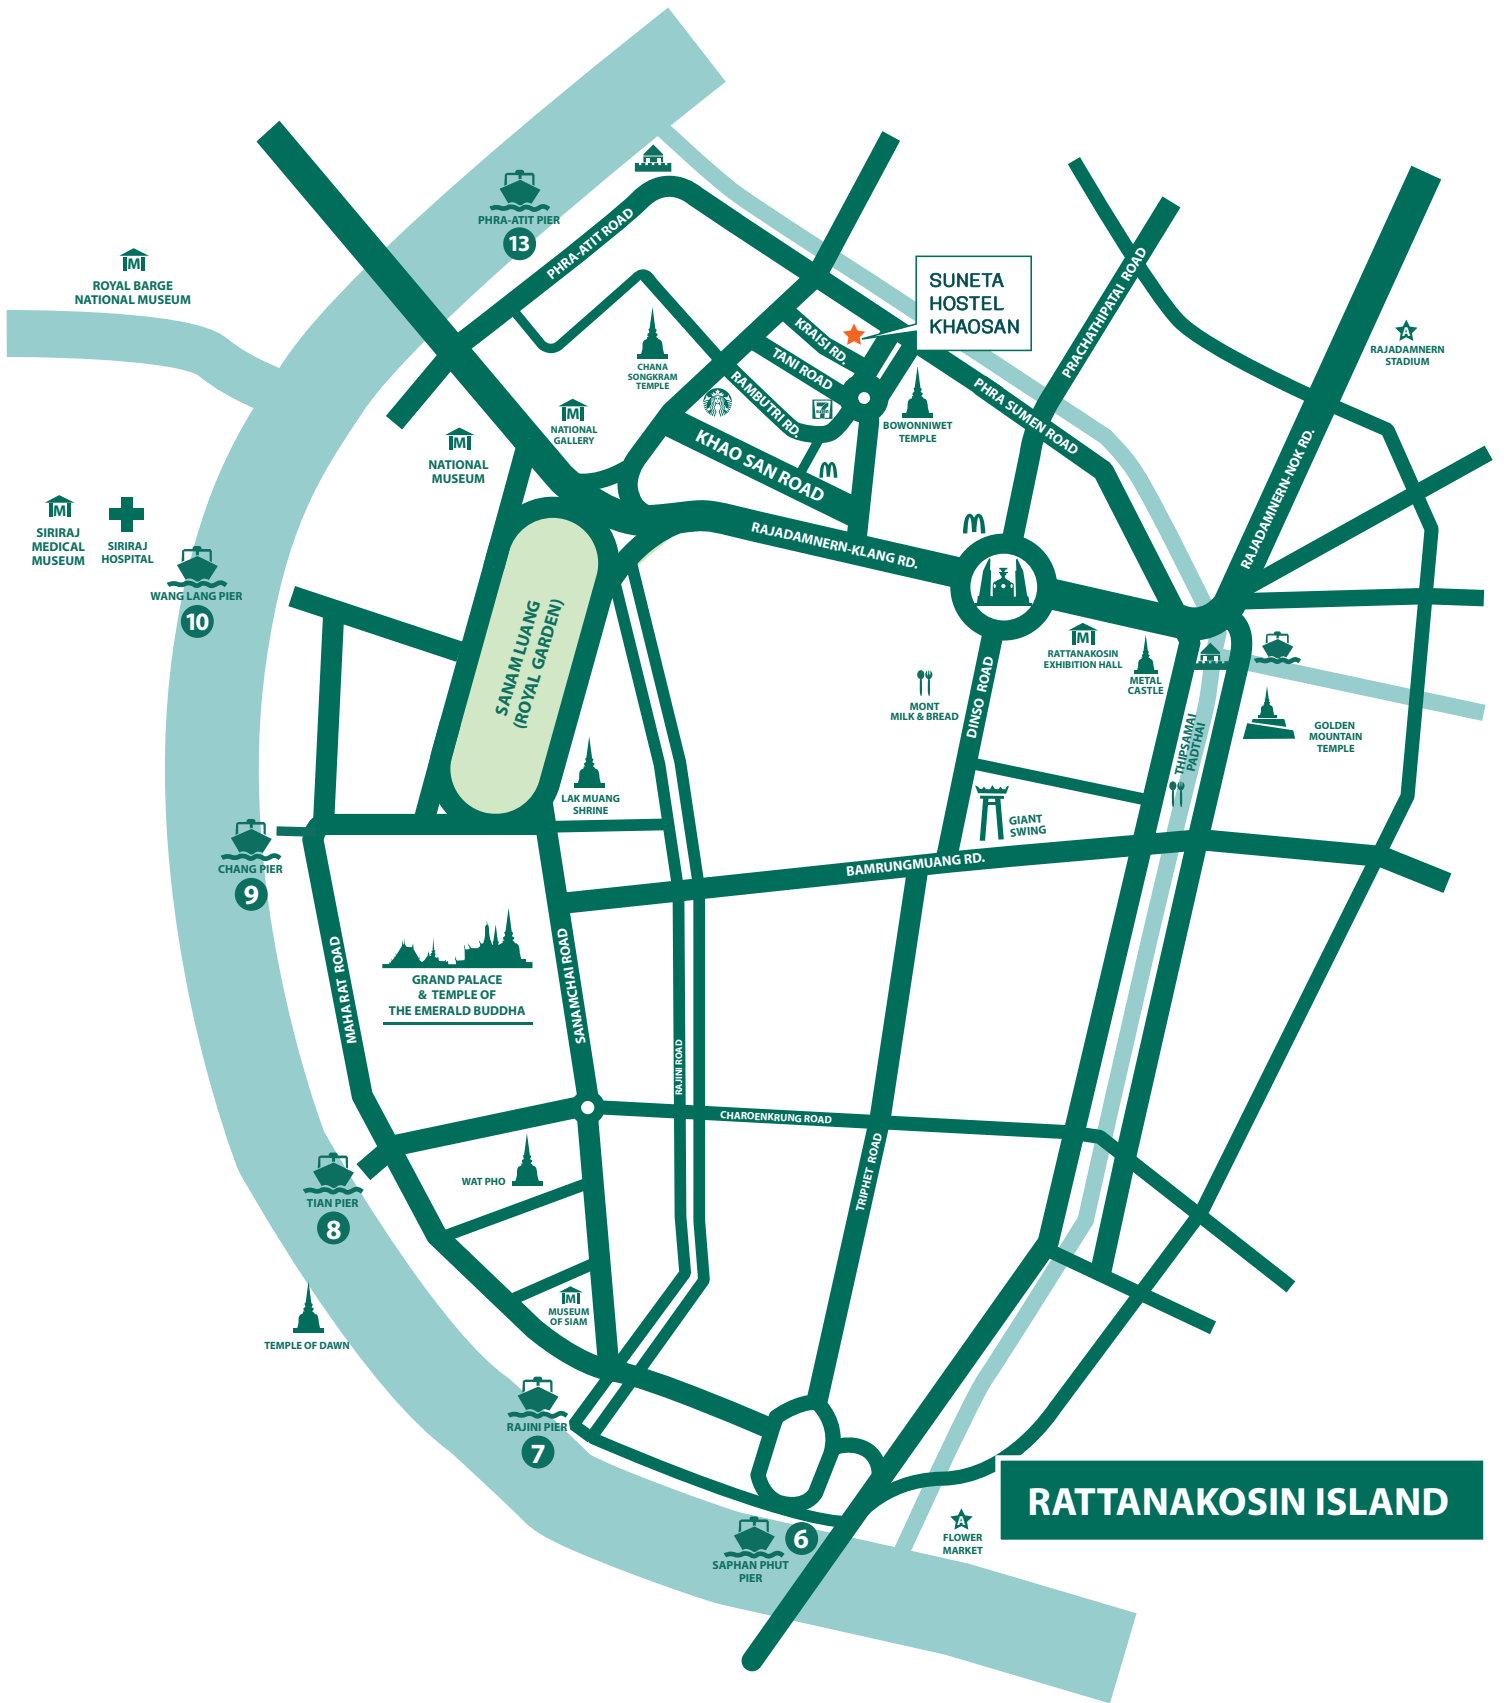 PHRA-ATIT PIER
13
PHRA-ATIT ROAD
ROYAL BARGE
NATIONAL MUSEUM
M
SUNETA
HOSTEL
KHAOSAN
PRACHATHIPATAI ROAD
A
RAJADAMNERN
STADIUM
KRAISI RD.
TANI ROAD
RAMBUTRI RD.
7
CHANA
SONGKRAM
TEMPLE
PHRA SUMEN ROAD
BOWONNIWET
TEMPLE
M
NATIONAL
GALLERY
M
NATIONAL
MUSEUM
KHAO SAN ROAD
RAJADAMNERN-NOK RD.
M
SIRIRAJ
MEDICAL
MUSEUM
SIRIRAJ
HOSPITAL
RAJADAMNERN-KLANG RD.
WANG LANG PIER
10
SANAM LUANG
(ROYAL GARDEN)
M
RATTANAKOSIN
EXHIBITION HALL
METAL
CASTLE
DINSO ROAD
MONT
MILK & BREAD
THIPSAMAI
PADTHAI
GOLDEN
MOUNTAIN
TEMPLE
LAK MUANG
SHRINE
GIANT
SWING
CHANG PIER
9
BAMRUNGMUANG RD.
MAHARAT ROAD
GRAND PALACE
& TEMPLE OF
THE EMERALD BUDDHA
SANAMCHAI ROAD
RAJINI ROAD
CHAROENKRUNG ROAD
TRIPHET ROAD
WAT PHO
TIAN PIER
8
M
MUSEUM
OF SIAM
TEMPLE OF DAWN
RAJINI PIER
7
RATTANAKOSIN ISLAND
6
SAPHAN PHUT
PIER
A
FLOWER
MARKET